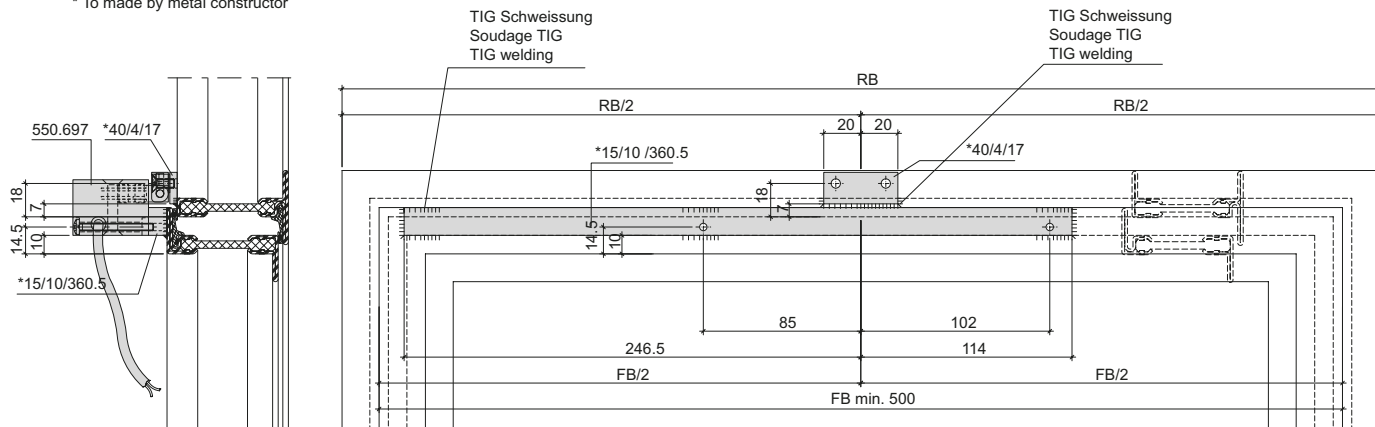 * To made by metal constructor
TIG Schweissung
Soudage TIG
TIG welding
TIG Schweissung
Soudage TIG
TIG welding
RB
RB/2
RB/2
550.697
*40/4/17
20
20
*15/10 /360.5
*40/4/17
18
7
14.5
10
18
7
14.5
10
*15/10/360.5
85
102
246.5
114
FB/2
FB/2
FB min. 500